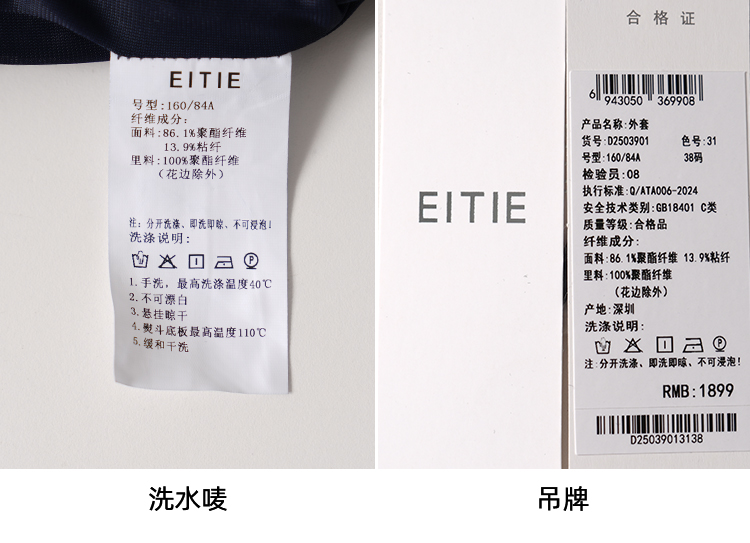 EITIE
号型:160/84A
纤维成分:
面料:86.1%聚酯纤维
13.9%粘纤
里料:100%聚酯纤维
(花边除外)
注:分开洗涤、即洗即晾、不可浸泡!
洗涤说明:
1.手洗,最高洗涤温度40℃
2.不可漂白
3.悬挂晾干
4.熨斗底板最高温度110℃
5.缓和干洗
洗水唛
EITIE
合格证
6 943050 369908
产品名称:外套
货号:D2503901 色号:31
号型:160/84A 38码
检验员:08
执行标准:Q/ATA006-2024
安全技术类别:GB18401 C类
质量等级:合格品
纤维成分:
面料:86.1%聚酯纤维 13.9%粘纤
里料:100%聚酯纤维
(花边除外)
产地:深圳
洗涤说明:
注:分开洗涤、即洗即晾、不可浸泡!
RMB:1899
D25039013138
吊牌